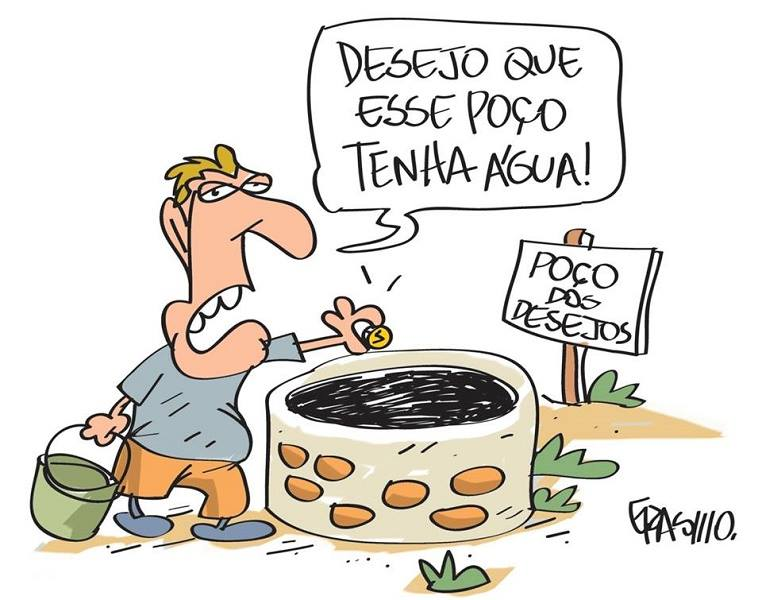 DESEJO QUE
ESSE POÇO
TENHA ÁGUA!
POÇO
DOS
DESEJOS
ERASMO.